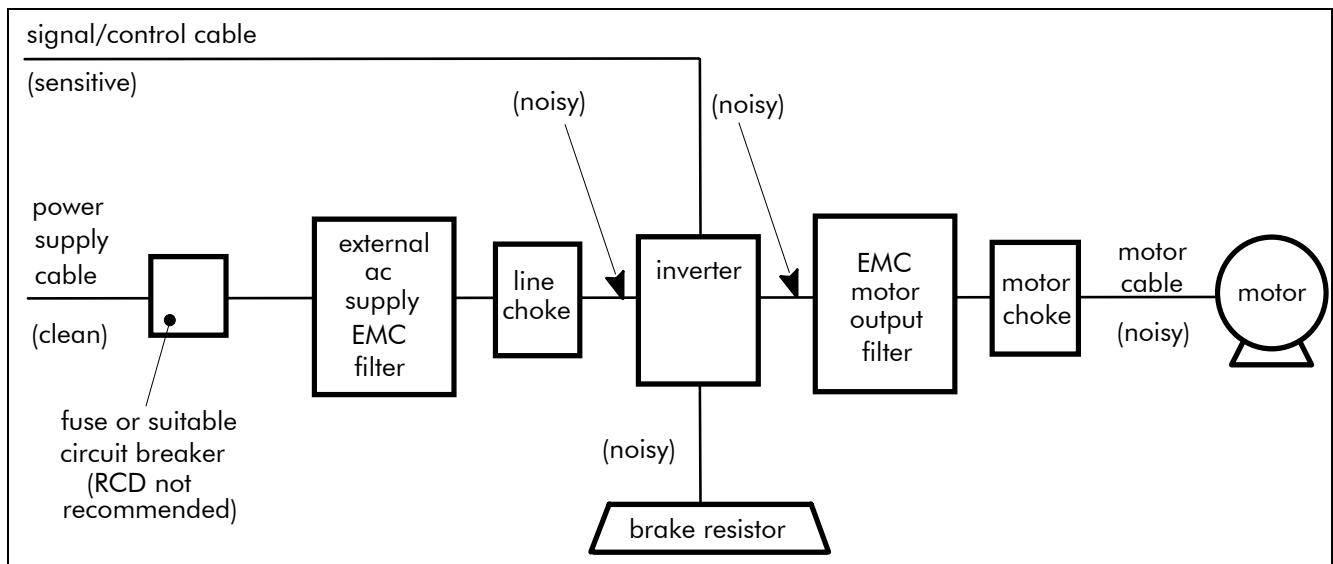 signal/control cable
(sensitive)
(noisy)
(noisy)
power
supply
cable
(clean)
fuse or suitable
circuit breaker
(RCD not
recommended)
external
ac
supply
EMC
filter
line
choke
inverter
(noisy)
brake resistor
EMC
motor
output
filter
motor
choke
motor
cable
(noisy)
motor